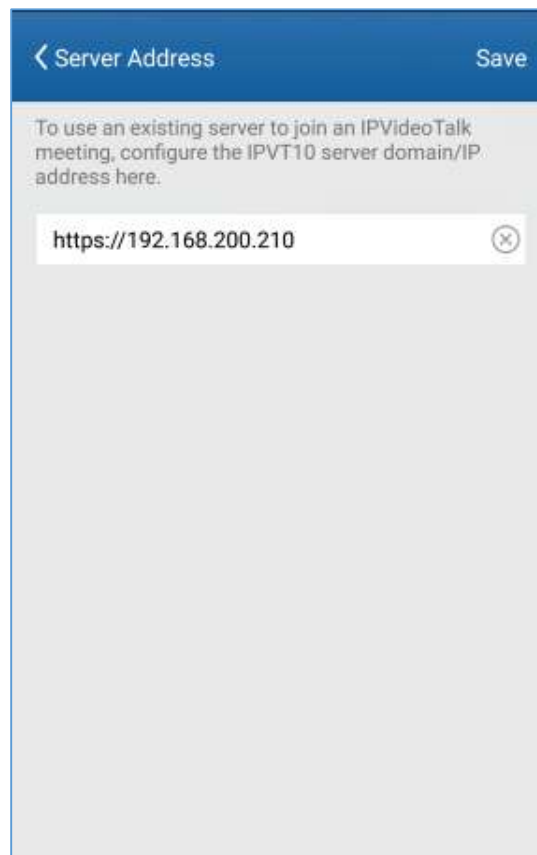 Server Address
Save
To use an existing server to join an IPVideoTalk
meeting, configure the IPVT10 server domain/IP
address here.
https://192.168.200.210